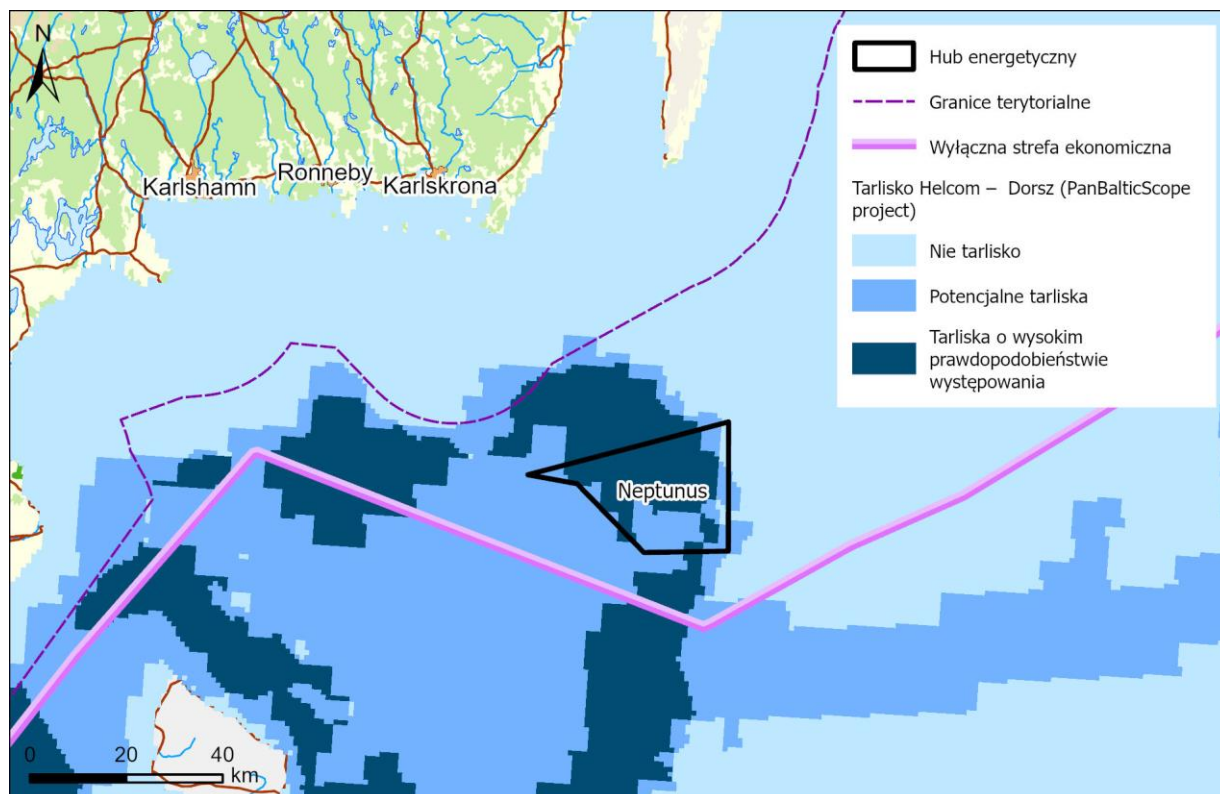 N
Karlshamn
Ronneby
Karlskrona
Neptunus
0 20 40
km
Hub energetyczny
Granice terytorialne
Wyłączna strefa ekonomiczna
Tarlisko Helcom – Dorsz (PanBalticScope
project)
Nie tarlisko
Potencjalne tarliska
Tarliska o wysokim
prawdopodobieństwie
występowania